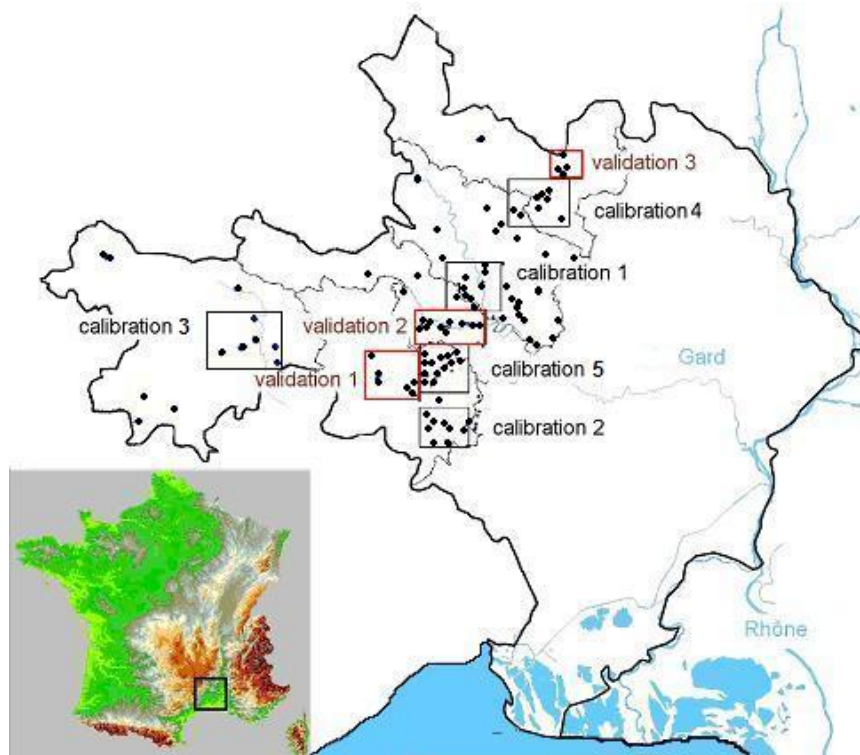 validation 3
calibration 4
calibration 1
calibration 3
validation 2
Gard
validation 1
calibration 5
calibration 2
Rhône